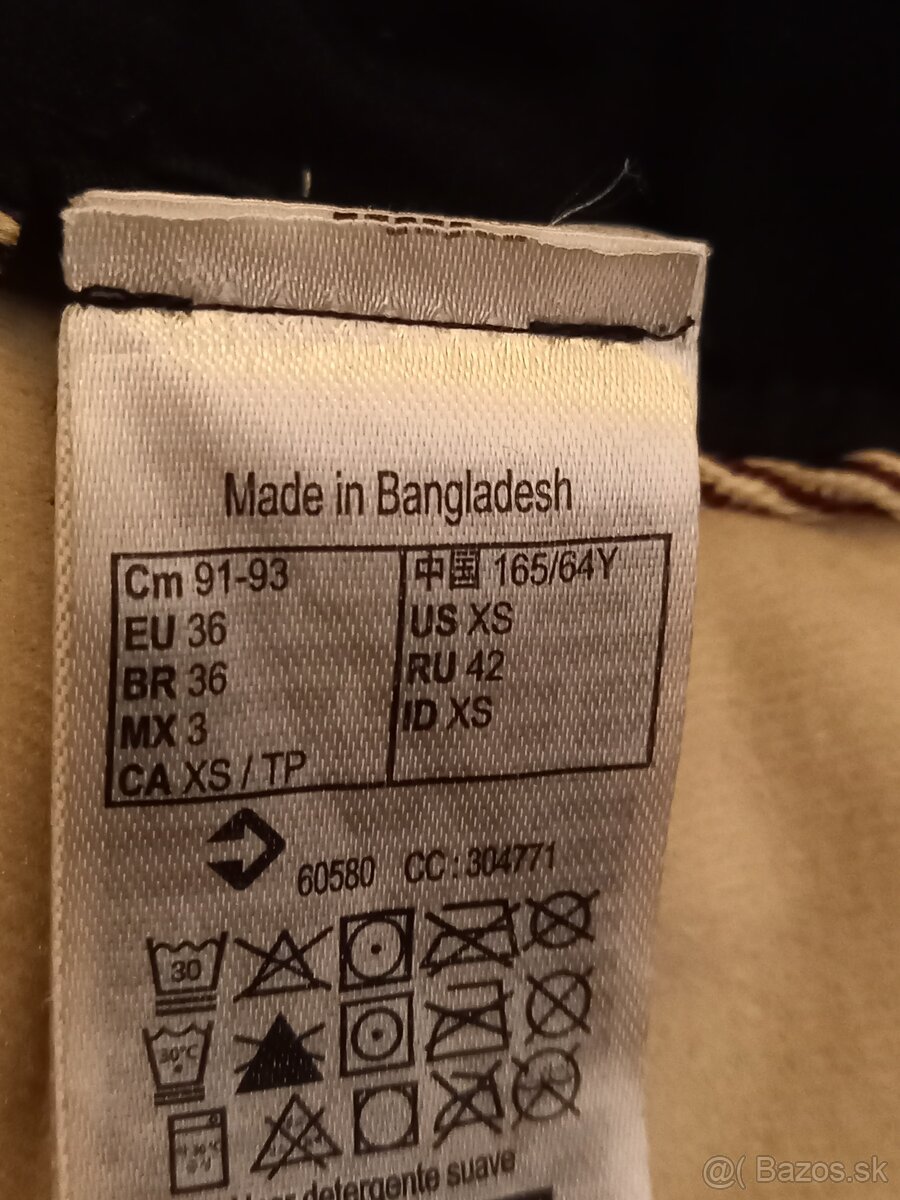 Made in Bangladesh
Cm 91-93
EU 36
BR 36
MX 3
CA XS / TP
中国 165/64Y
US XS
RU 42
ID XS
60580 CC: 304771
30
30°C
detergente suave
@( Bazos.sk